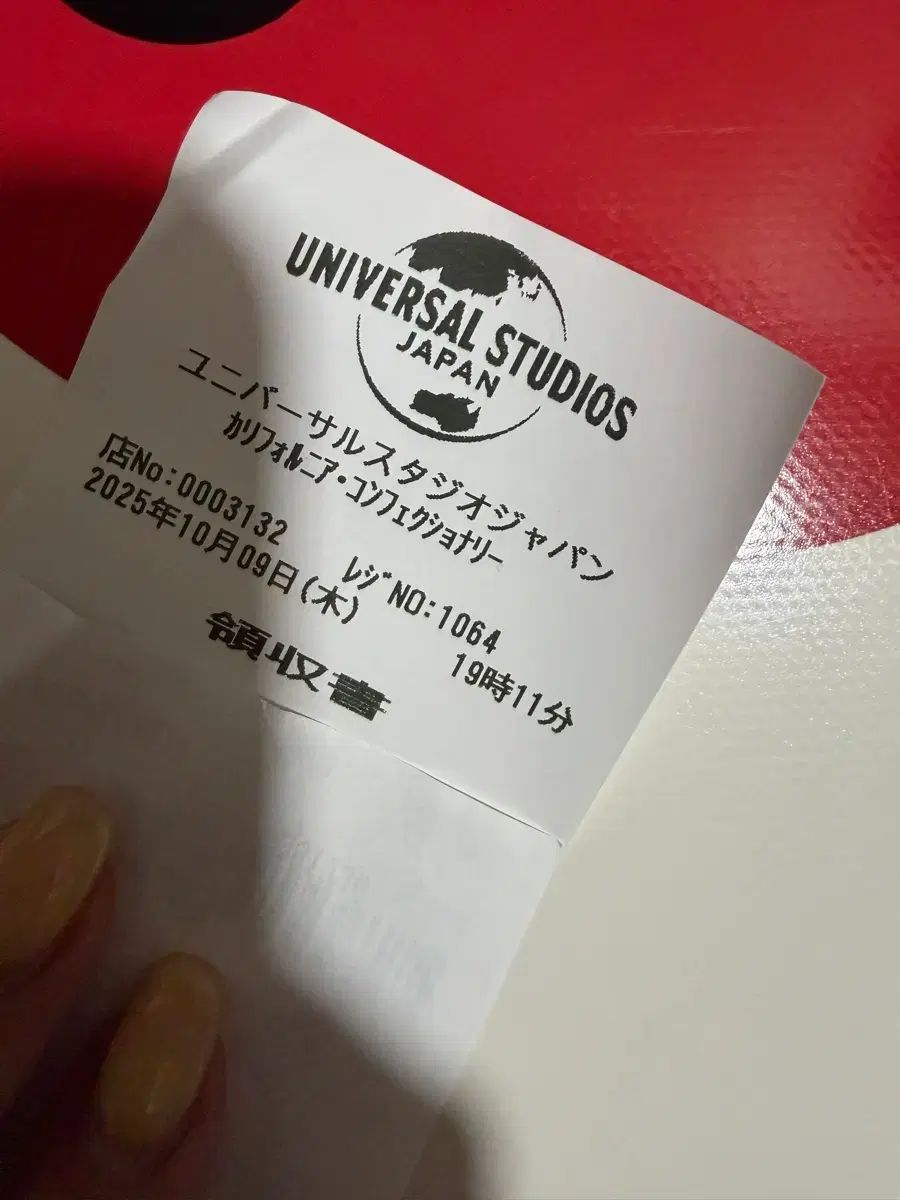 UNIVERSAL STUDIOS
JAPAN
ユニバーサルスタジオジャパン
ｶﾘﾌｫﾙﾆｱ・ｺﾝﾌｪｸｼｮﾅﾘｰ
店No:0003132 ﾚｼﾞNO:1064
2025年10月09日(木) 19時11分
領収書